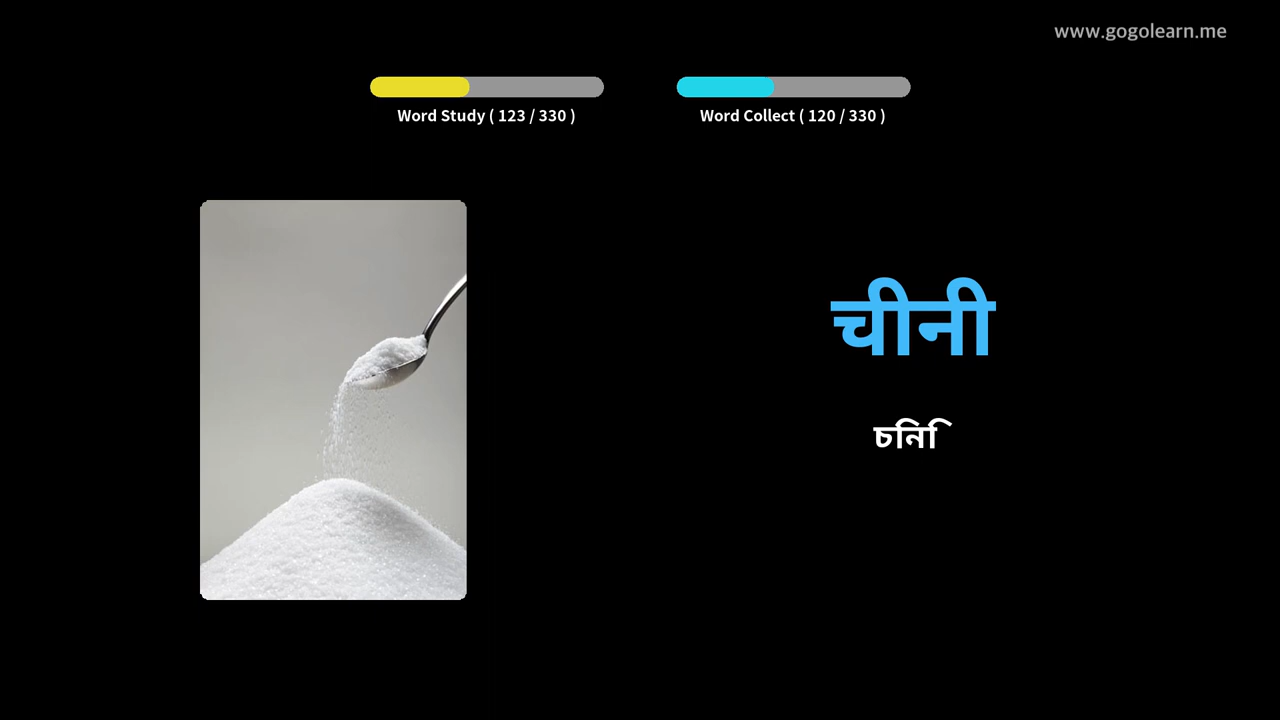 www.gogolearn.me
Word Study ( 123 / 330 )
Word Collect ( 120 / 330 )
चीनी
চিনি